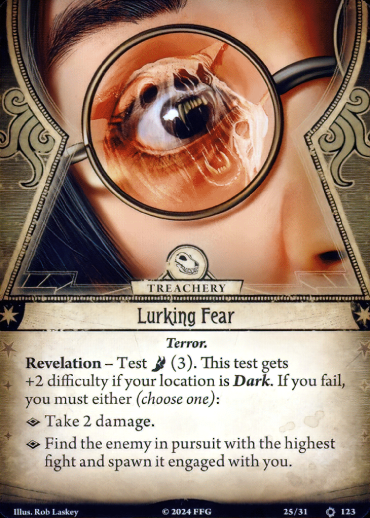 TREACHERY
Lurking Fear
Terror.
Revelation – Test (3). This test gets
+2 difficulty if your location is Dark. If you fail,
you must either (choose one):
Take 2 damage.
Find the enemy in pursuit with the highest
fight and spawn it engaged with you.
Illus. Rob Laskey © 2024 FFG 25/31 123